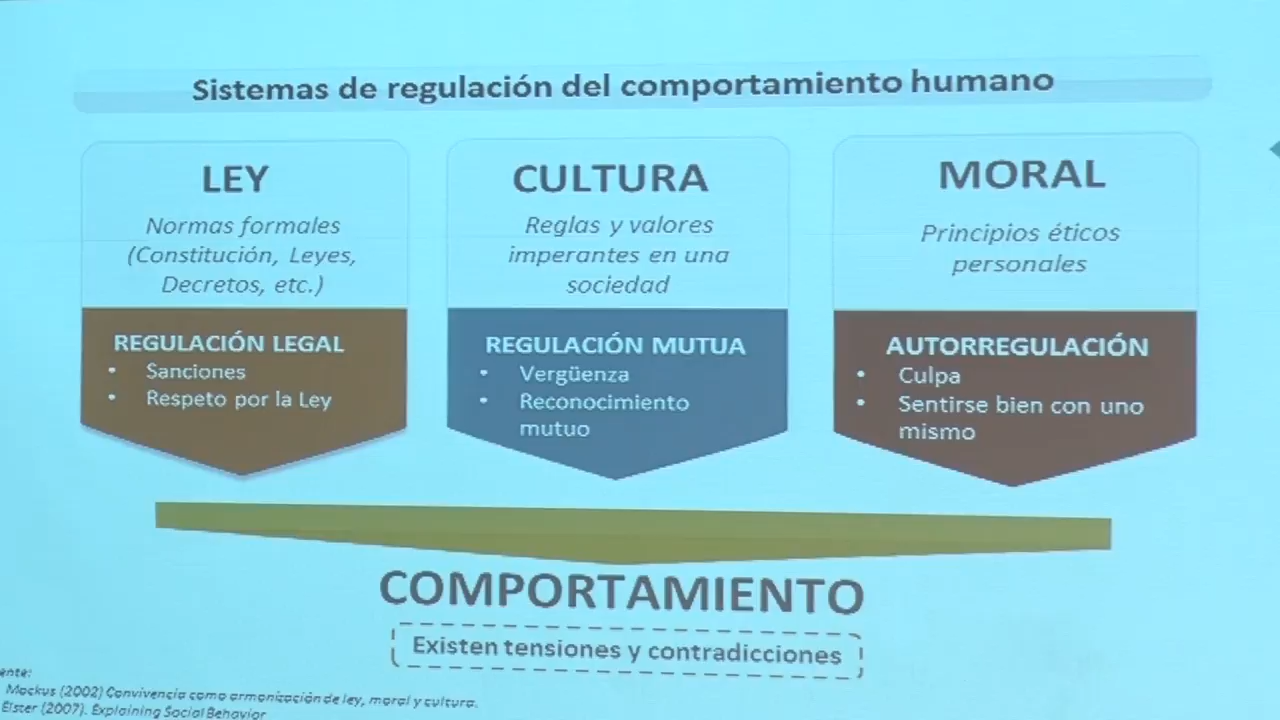 Sistemas de regulación del comportamiento humano
LEY
Normas formales
(Constitución, Leyes,
Decretos, etc.)
REGULACIÓN LEGAL
• Sanciones
• Respeto por la Ley
CULTURA
Reglas y valores
imperantes en una
sociedad
REGULACIÓN MUTUA
• Vergüenza
• Reconocimiento
mutuo
MORAL
Principios éticos
personales
AUTORREGULACIÓN
• Culpa
• Sentirse bien con uno
mismo
COMPORTAMIENTO
Existen tensiones y contradicciones
ente:
Mockus (2002) Convivencia como armonización de ley, moral y cultura.
Elster (2007). Explaining Social Behavior